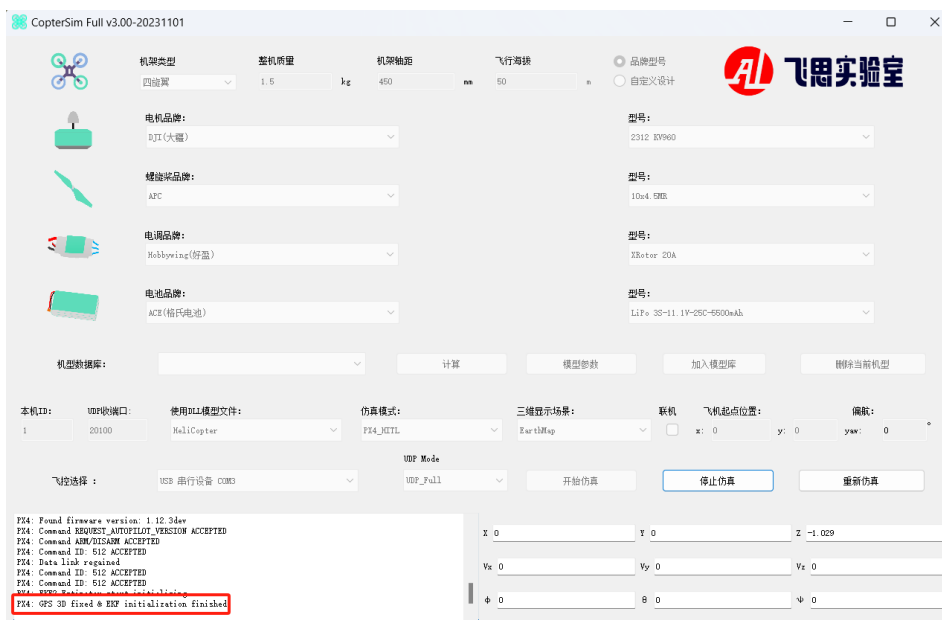 CopterSim Full v3.00-20231101
机架类型 整机质量 机架轴距 飞行海拔 品牌型号
四旋翼 1.5 kg 450 mm 50 m 自定义设计
飞思实验室
电机品牌: 型号:
DJI(大疆) 2312 KV960
螺旋桨品牌: 型号:
APC 10x4.5MR
电调品牌: 型号:
Hobbywing(好盈) XRotor 20A
电池品牌: 型号:
ACE(格氏电池) LiPo 3S-11.1V-25C-5500mAh
机型数据库: 计算 模型参数 加入模型库 删除当前机型
本机ID: UDP收端口: 使用DLL模型文件: 仿真模式: 三维显示场景: 联机 飞机起点位置: 偏航:
1 20100 HeliCopter PX4_HITL EarthMap x: 0 y: 0 yaw: 0 °
UDP Mode
飞控选择: USB 串行设备 COM3 UDP_Full 开始仿真 停止仿真 重新仿真
PX4: Found firmware version: 1.12.3dev
PX4: Command REQUEST_AUTOPILOT_VERSION ACCEPTED
PX4: Command ARM/DISARM ACCEPTED
PX4: Command ID: 512 ACCEPTED
PX4: Data link regained
PX4: Command ID: 512 ACCEPTED
PX4: Command ID: 512 ACCEPTED
PX4: EKF2 Estimator start initializing
PX4: GPS 3D fixed & EKF initialization finished
X 0 Y 0 Z -1.029
Vx 0 Vy 0 Vz 0
ϕ 0 θ 0 ψ 0